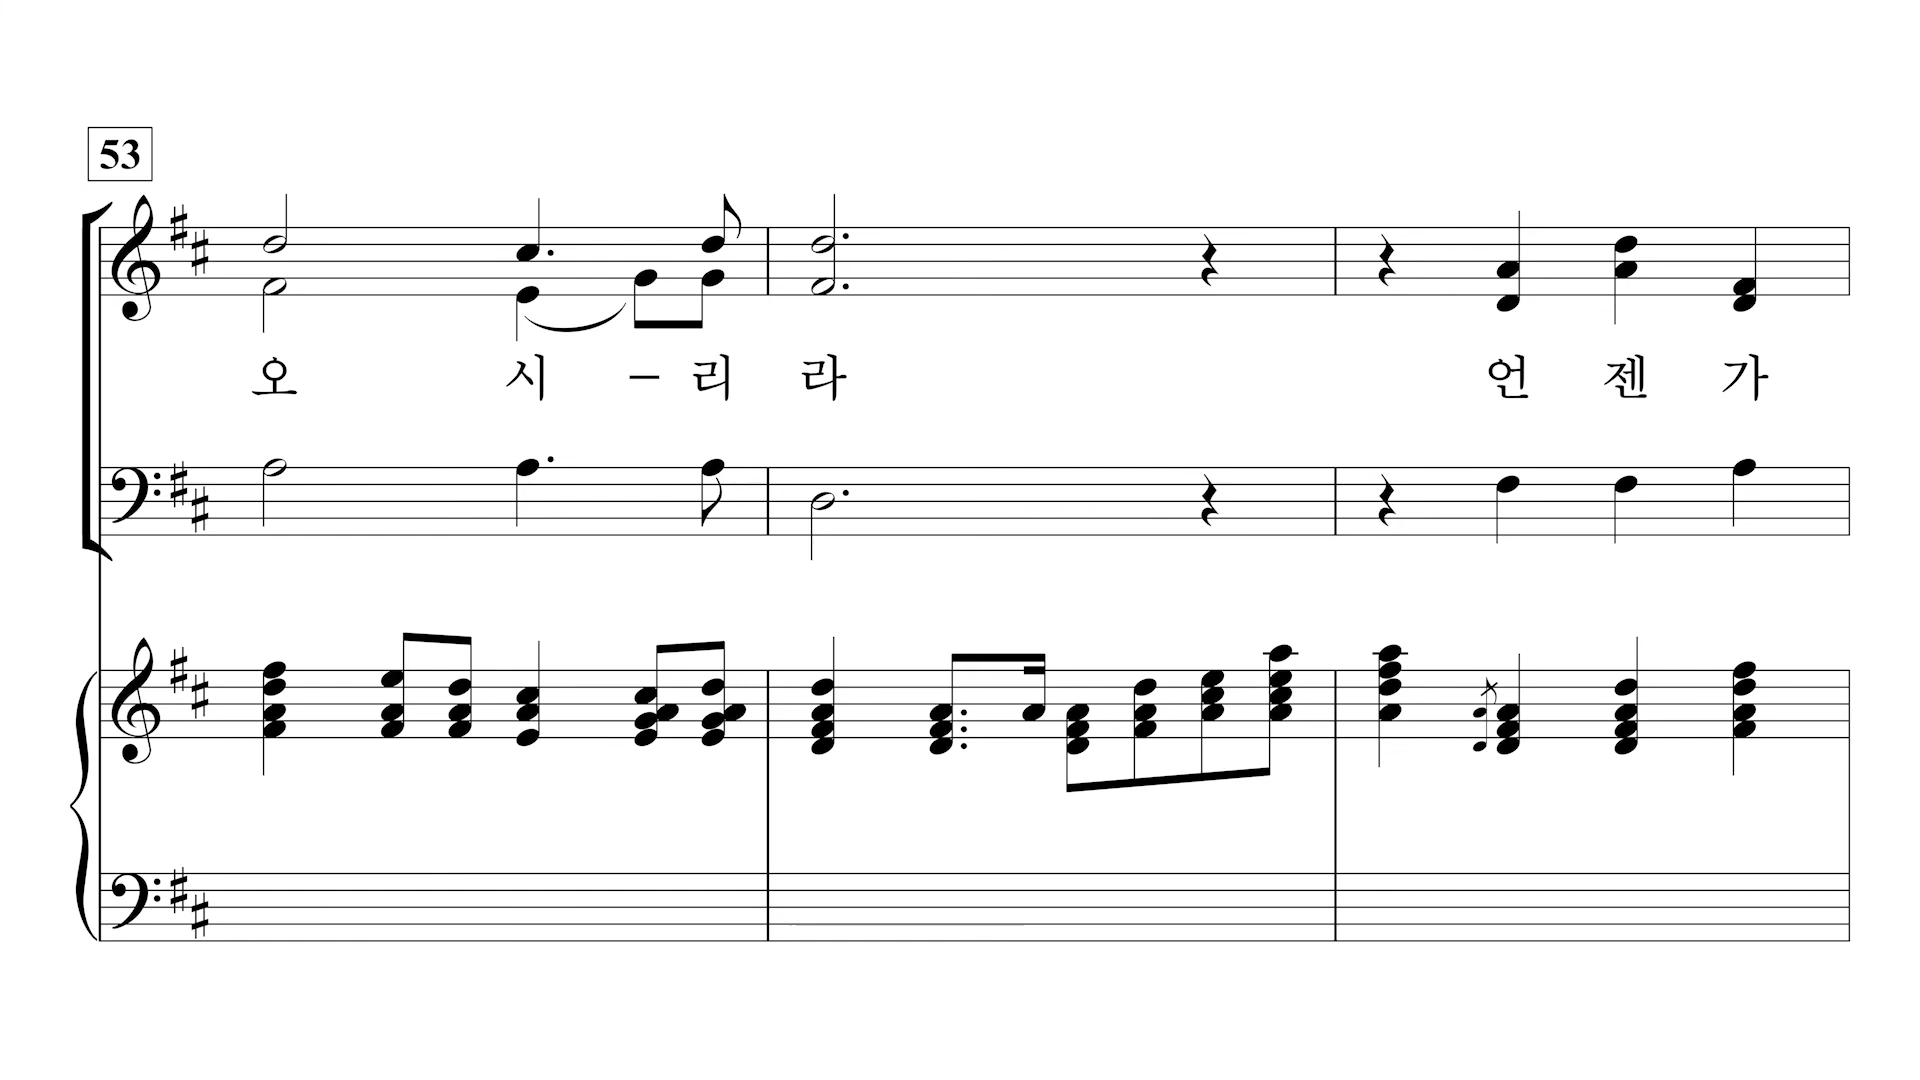 53
오 시 – 리 라 언 젠 가